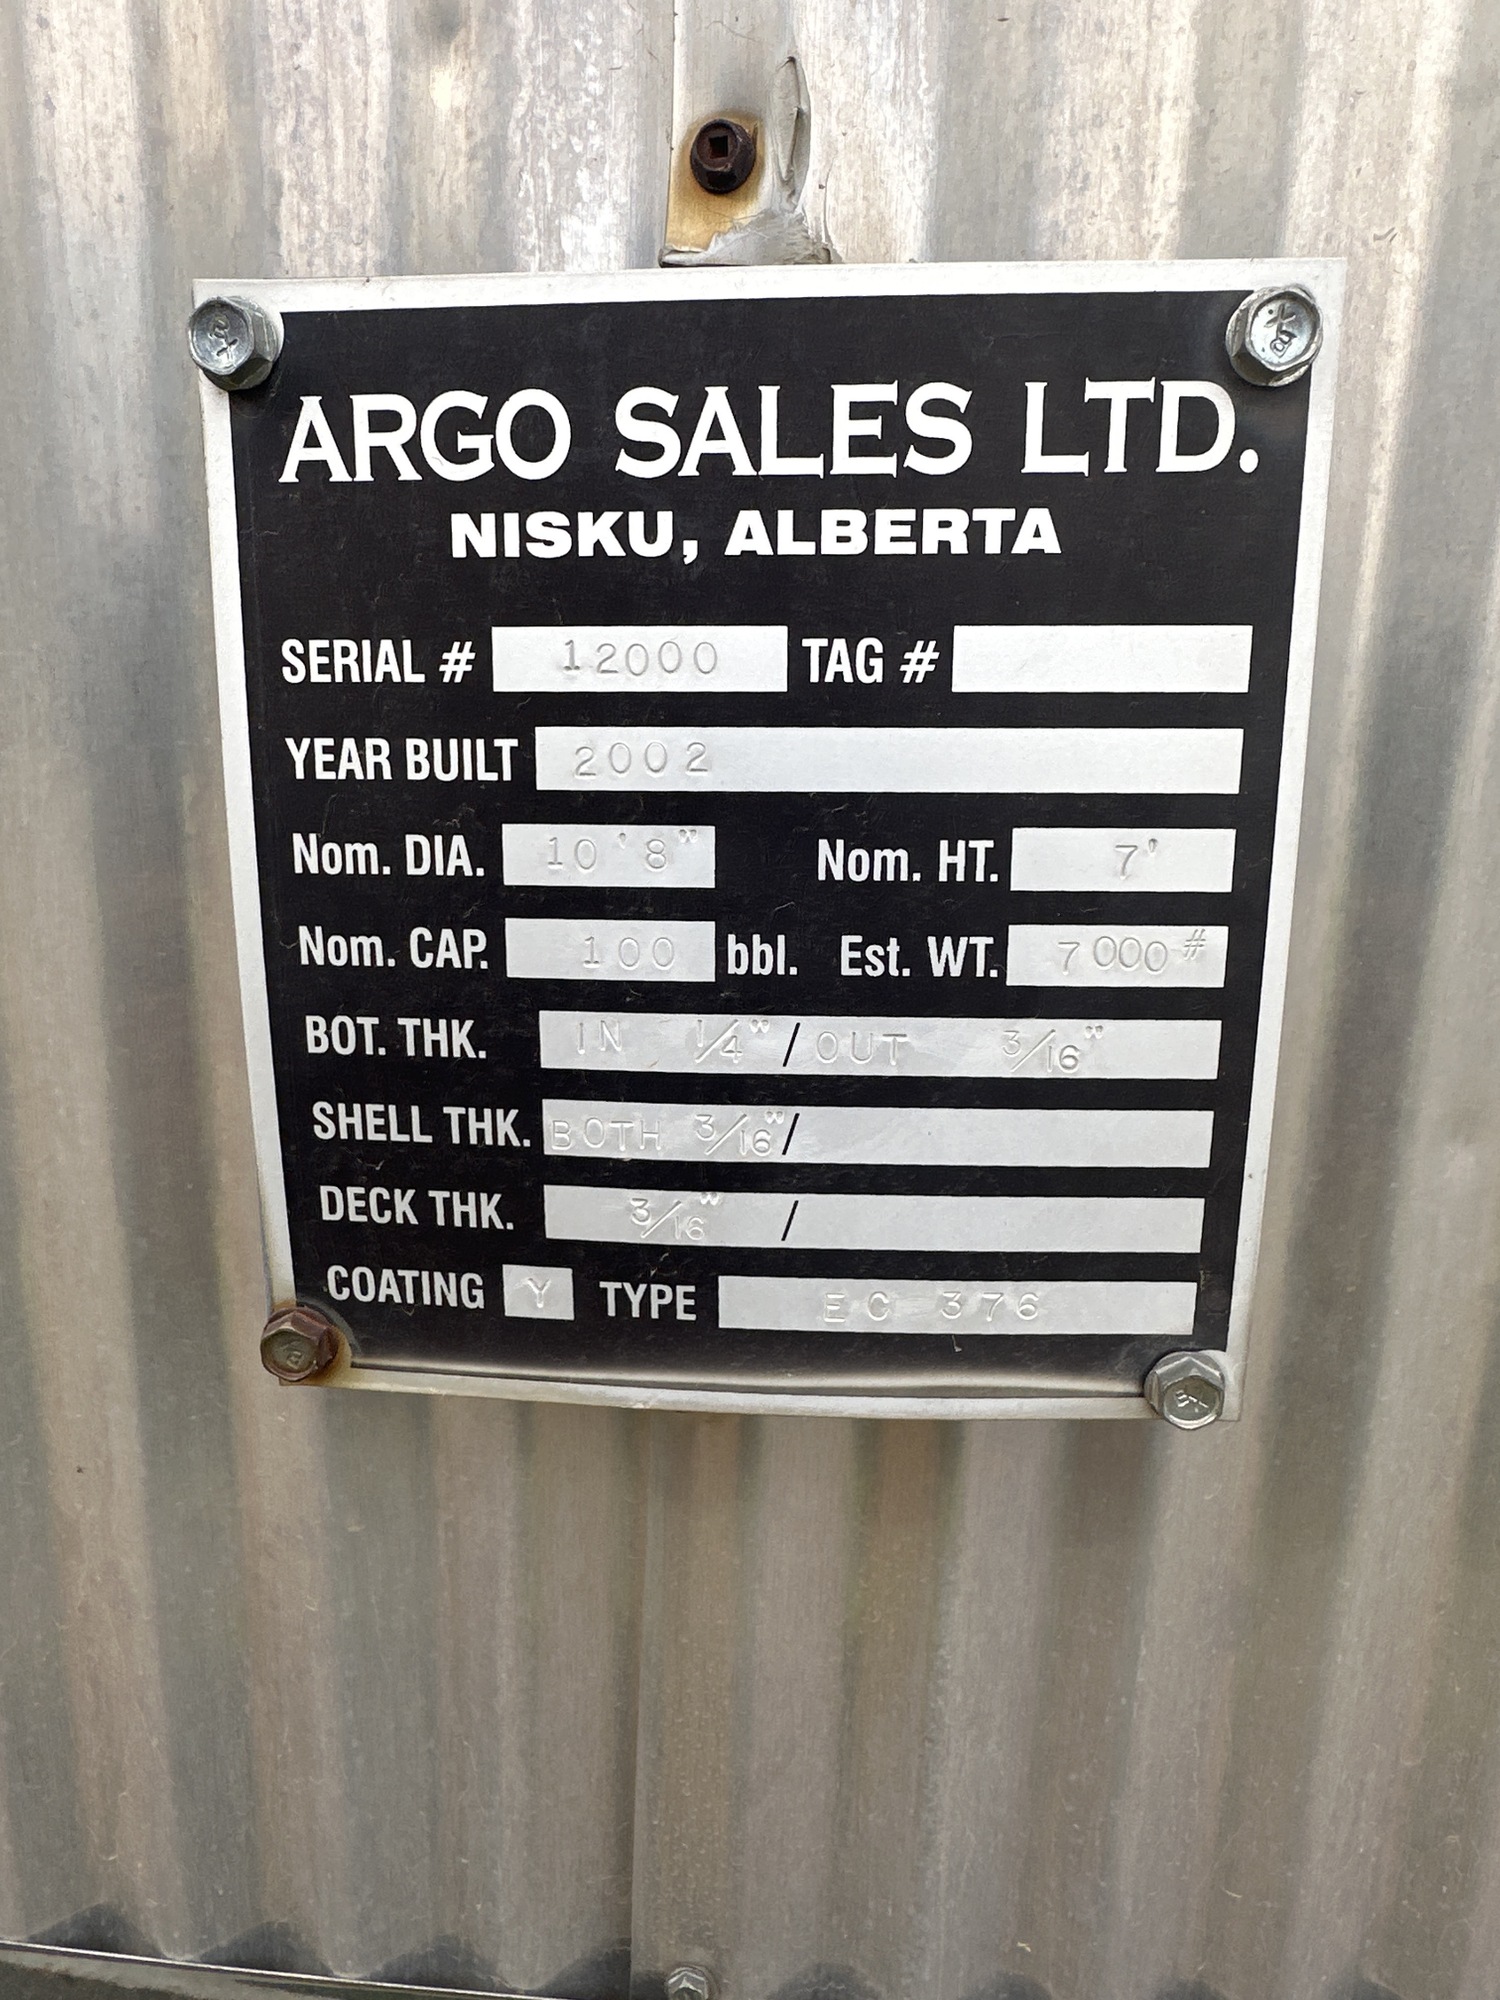 ARGO SALES LTD.
NISKU, ALBERTA
SERIAL # 12000 TAG #
YEAR BUILT 2002
Nom. DIA. 10'8" Nom. HT. 7'
Nom. CAP. 100 bbl. Est. WT. 7000#
BOT. THK. IN 1/4" / OUT 3/16"
SHELL THK. BOTH 3/16" /
DECK THK. 3/16" /
COATING Y TYPE EC 376